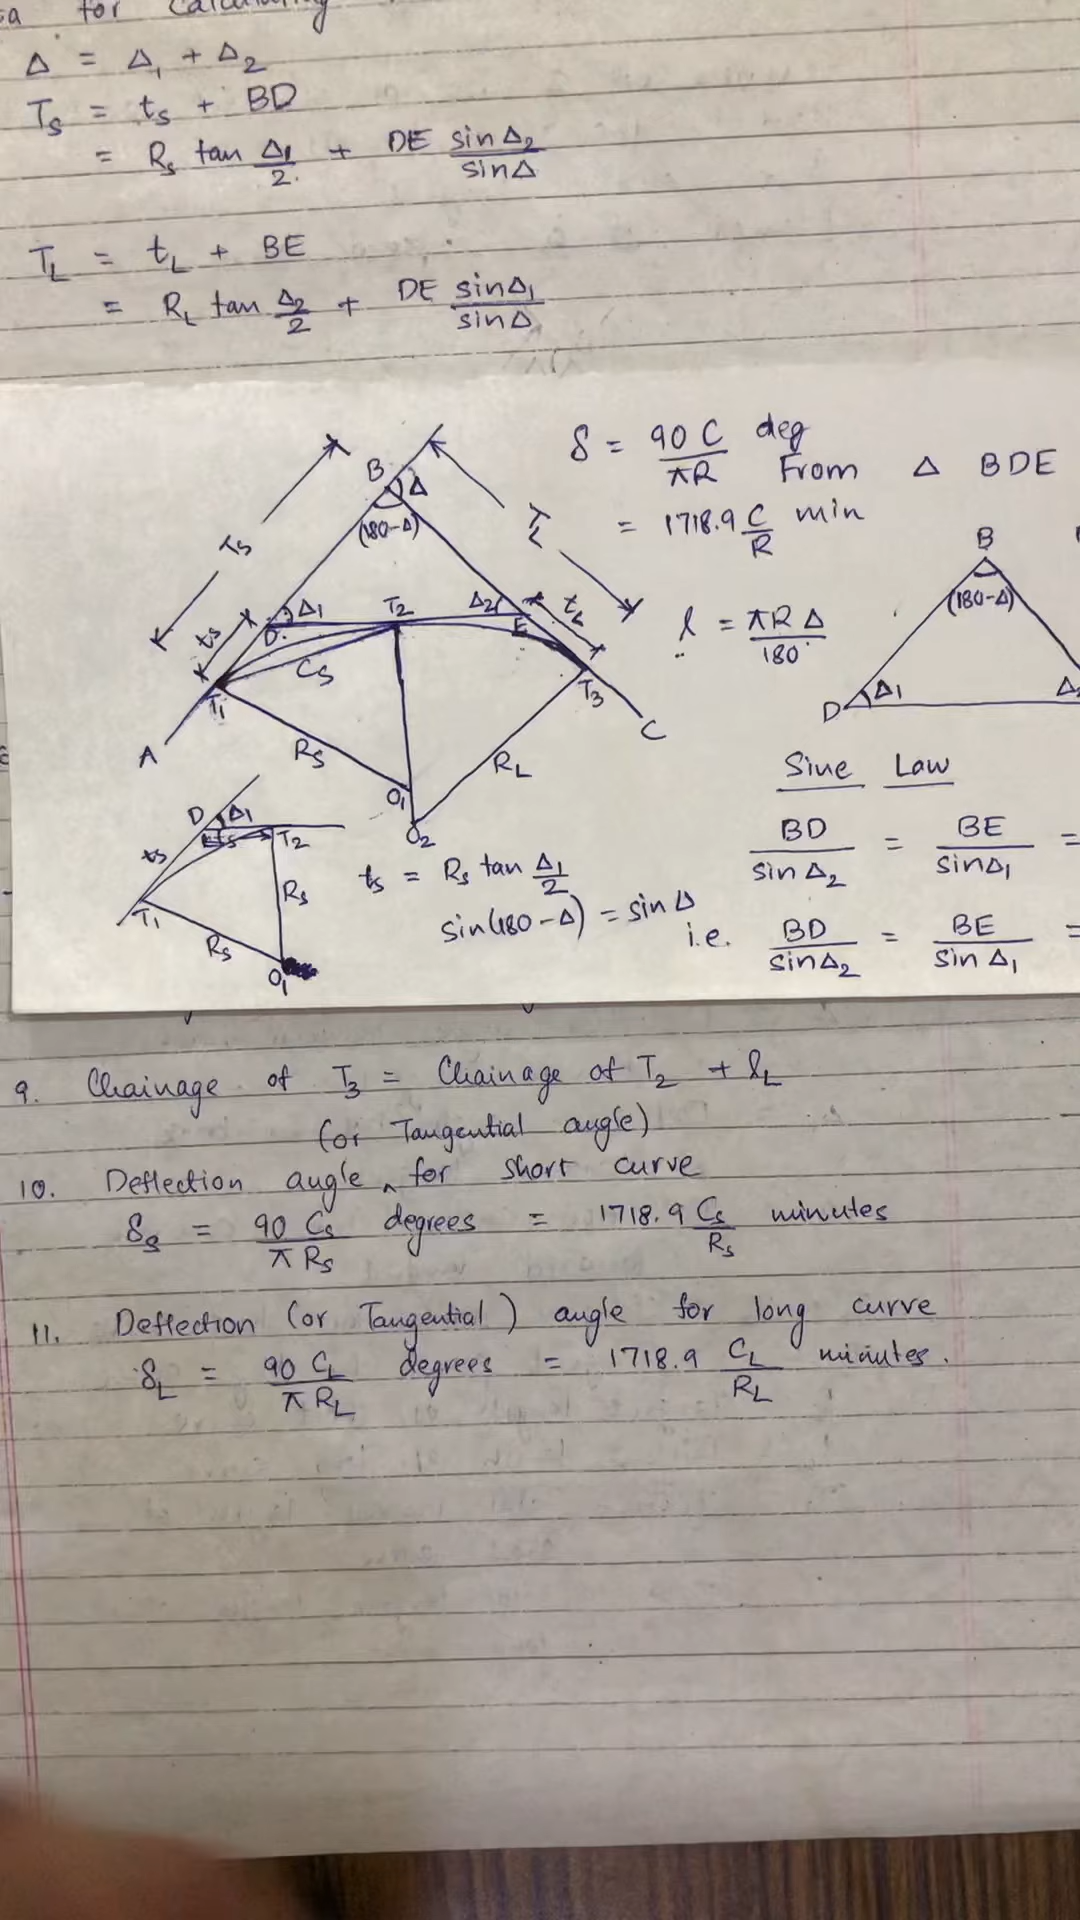 for Calculating
Δ = Δ₁ + Δ₂
Ts = ts + BD
= Rs tan Δ1/2 + DE sinΔ₂/sinΔ
TL = tL + BE
= RL tan Δ2/2 + DE sinΔ₁/sinΔ
δ = 90 C/πR deg
= 1718.9 C/R min
l = πRΔ/180
B
Δ
(180-Δ)
Ts
TL
ts
D
Δ1
T2
Δ2
E
tL
Cs
T1
T3
A
C
Rs
RL
O1
O2
D
Δ1
ts
T2
T1
Rs
Rs
O1
ts = Rs tan Δ1/2
sin(180-Δ) = sinΔ
From Δ BDE
B
(180-Δ)
D
Δ1
Sine Law
BD/sinΔ₂ = BE/sinΔ₁ =
i.e. BD/sinΔ₂ = BE/sinΔ₁ =
9. Chainage of T₃ = Chainage of T₂ + lL
(or Tangential angle)
10. Deflection angle ^ for short curve
δs = 90 Cs/πRs degrees = 1718.9 Cs/Rs minutes
11. Deflection (or Tangential) angle for long curve
δL = 90 CL/πRL degrees = 1718.9 CL/RL minutes.